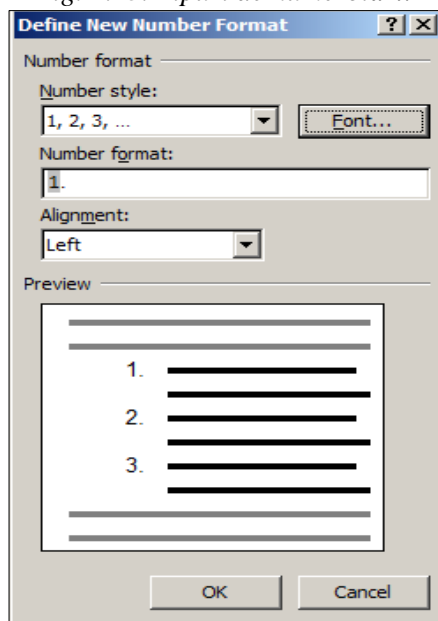 Define New Number Format
Number format
Number style:
1, 2, 3, ...
Font...
Number format:
1.
Alignment:
Left
Preview
1.
2.
3.
OK Cancel